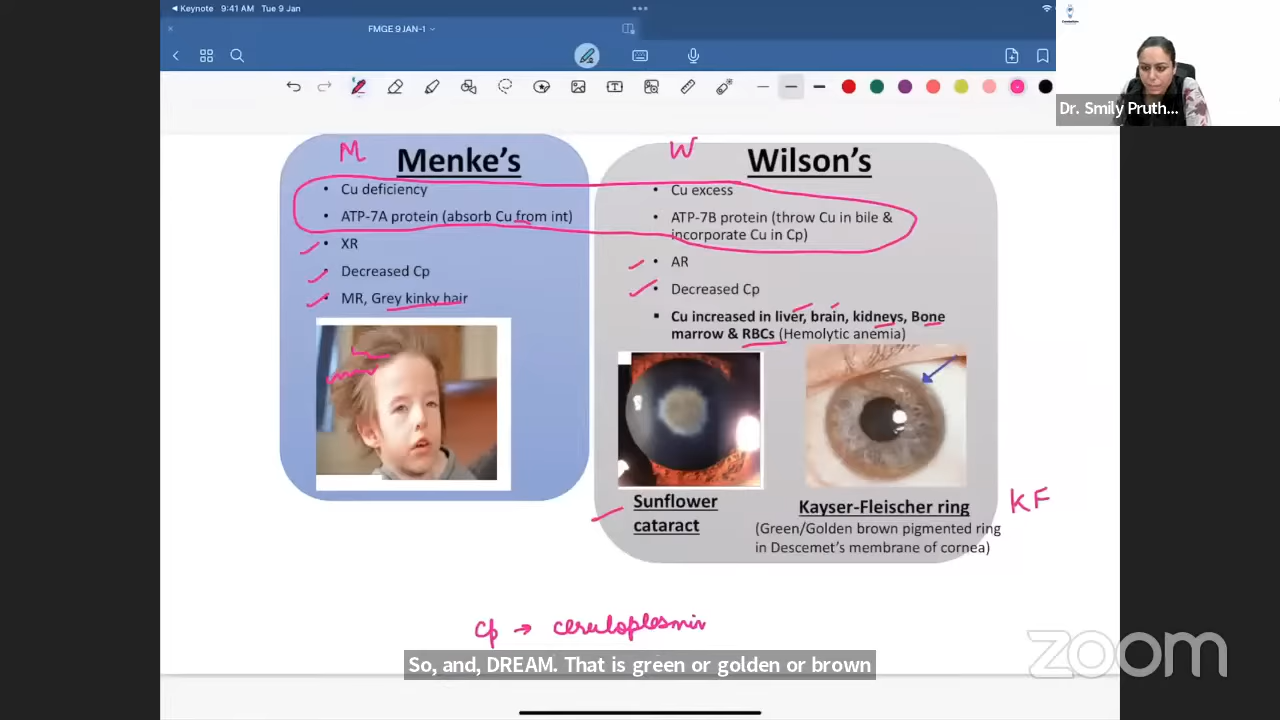 Keynote 9:41 AM Tue 9 Jan
FMGE 9 JAN-1
Dr. Smily Pruth...
M
Menke's
• Cu deficiency
• ATP-7A protein (absorb Cu from int)
• XR
• Decreased Cp
• MR, Grey kinky hair
W
Wilson's
• Cu excess
• ATP-7B protein (throw Cu in bile &
incorporate Cu in Cp)
• AR
• Decreased Cp
▪ Cu increased in liver, brain, kidneys, Bone
marrow & RBCs (Hemolytic anemia)
Sunflower
cataract
Kayser-Fleischer ring
(Green/Golden brown pigmented ring
in Descemet's membrane of cornea)
KF
Cp → ceruloplasmin
So, and, DREAM. That is green or golden or brown
zoom